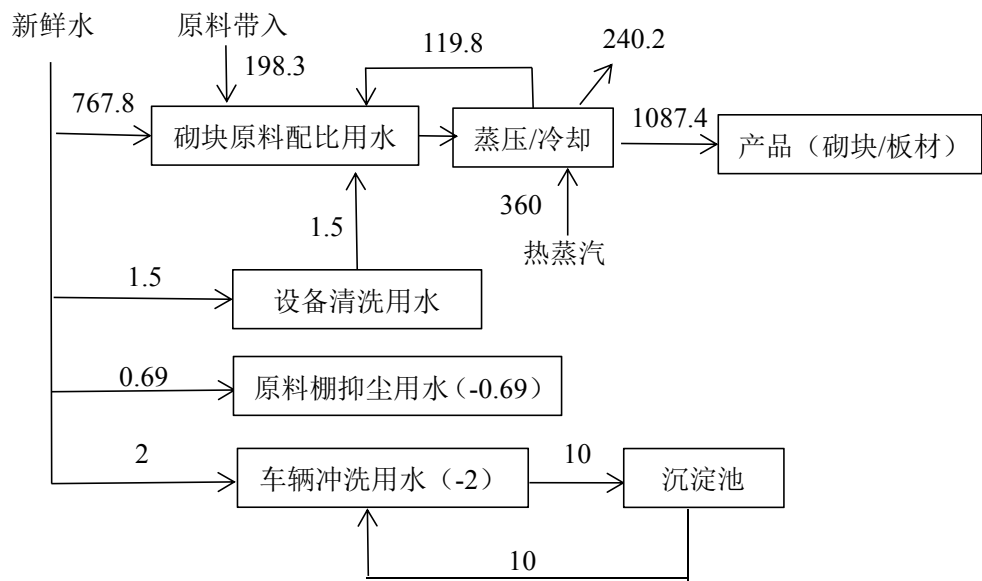 新鲜水
原料带入
119.8
240.2
198.3
767.8
砌块原料配比用水
蒸压/冷却
1087.4
产品（砌块/板材）
360
热蒸汽
1.5
1.5
设备清洗用水
0.69
原料棚抑尘用水（-0.69）
2
车辆冲洗用水（-2）
10
沉淀池
10